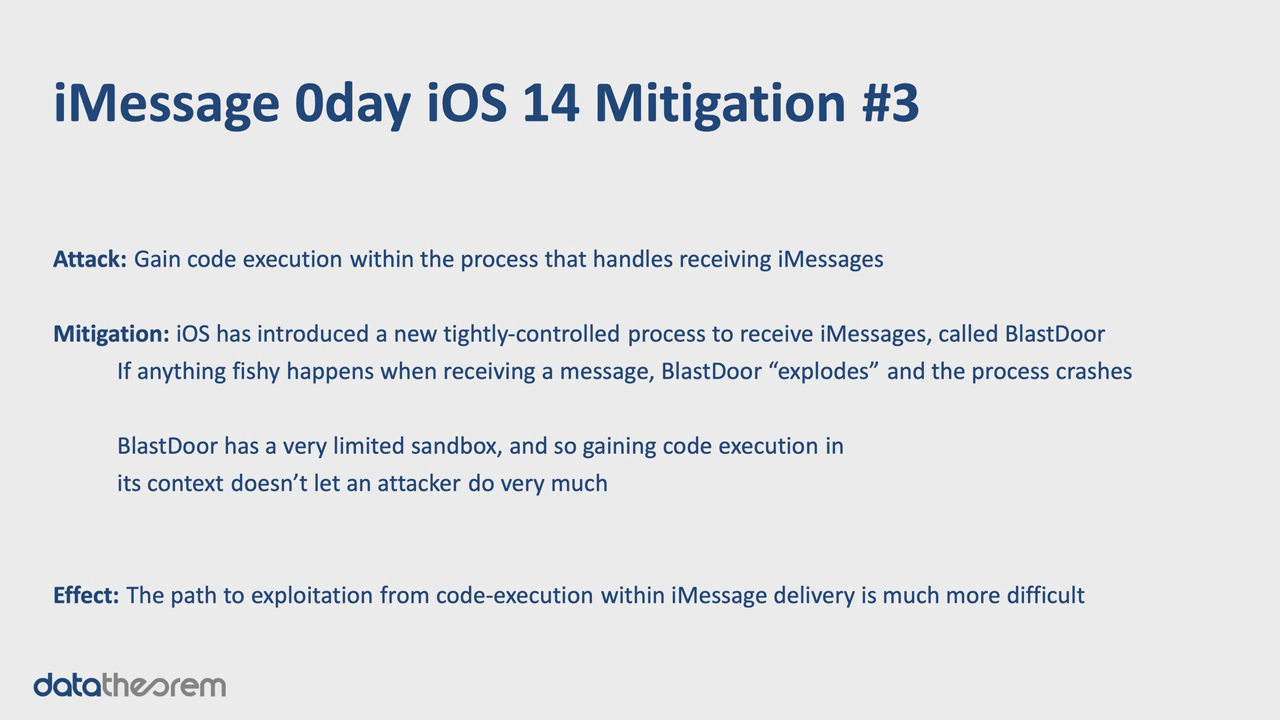 iMessage 0day iOS 14 Mitigation #3
Attack: Gain code execution within the process that handles receiving iMessages
Mitigation: iOS has introduced a new tightly-controlled process to receive iMessages, called BlastDoor
If anything fishy happens when receiving a message, BlastDoor “explodes” and the process crashes
BlastDoor has a very limited sandbox, and so gaining code execution in
its context doesn’t let an attacker do very much
Effect: The path to exploitation from code-execution within iMessage delivery is much more difficult
datatheorem